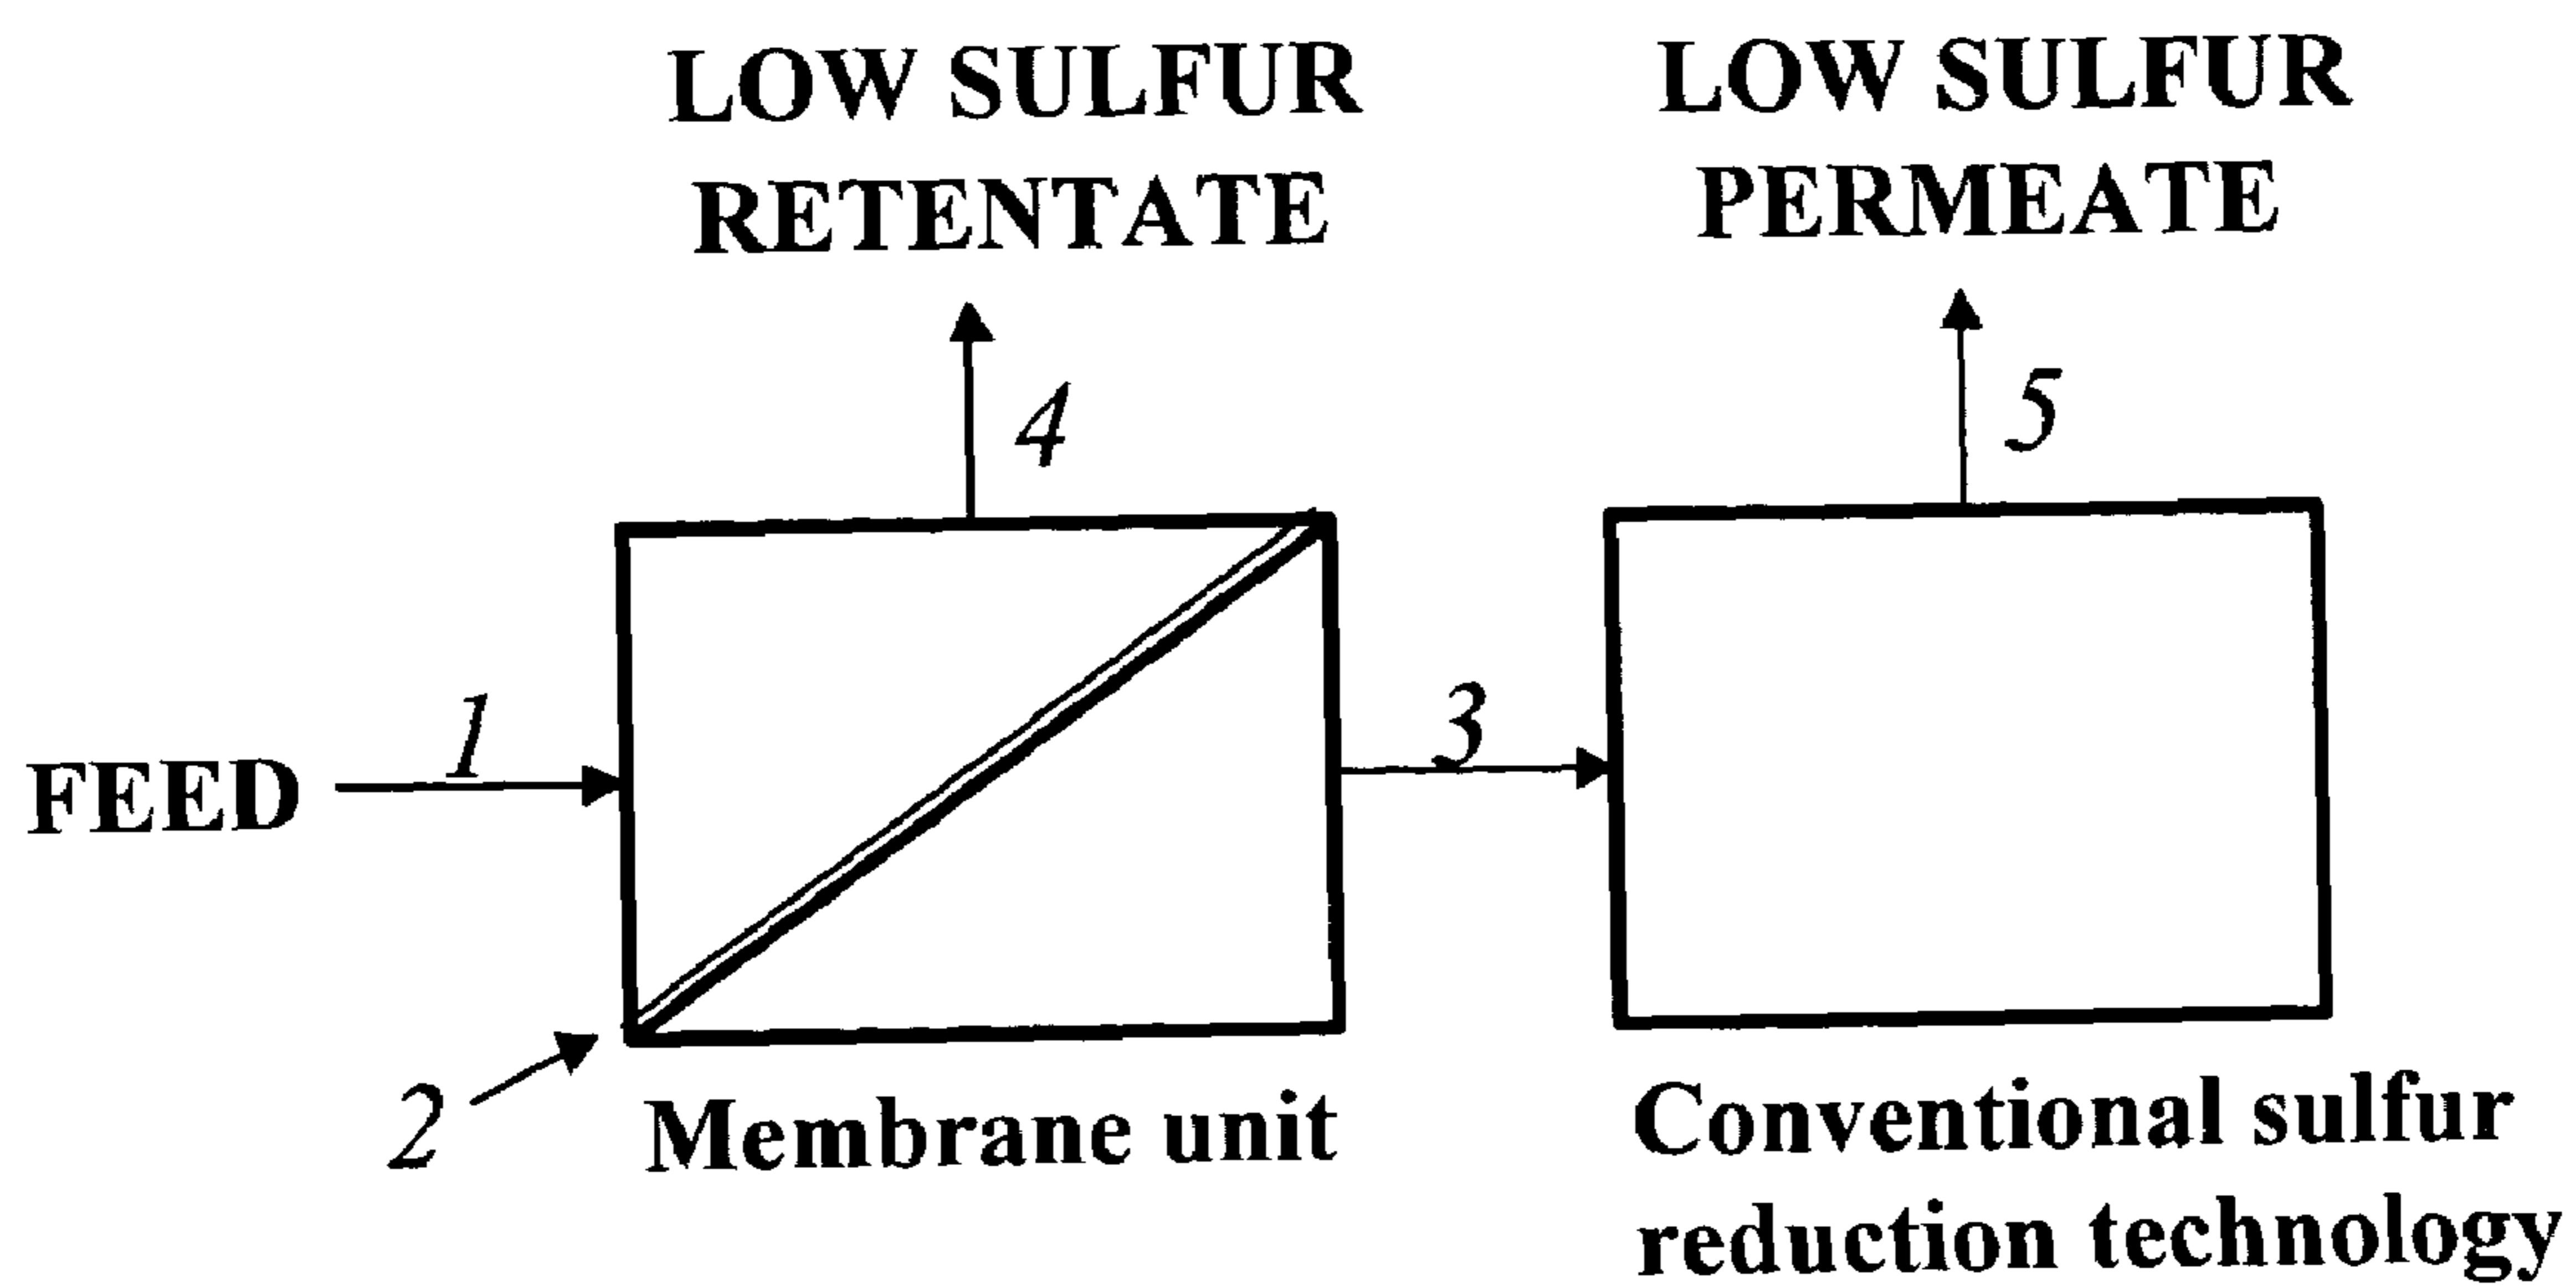 LOW SULFUR
RETENTATE
LOW SULFUR
PERMEATE
4
5
1
3
FEED
2
Membrane unit
Conventional sulfur
reduction technology